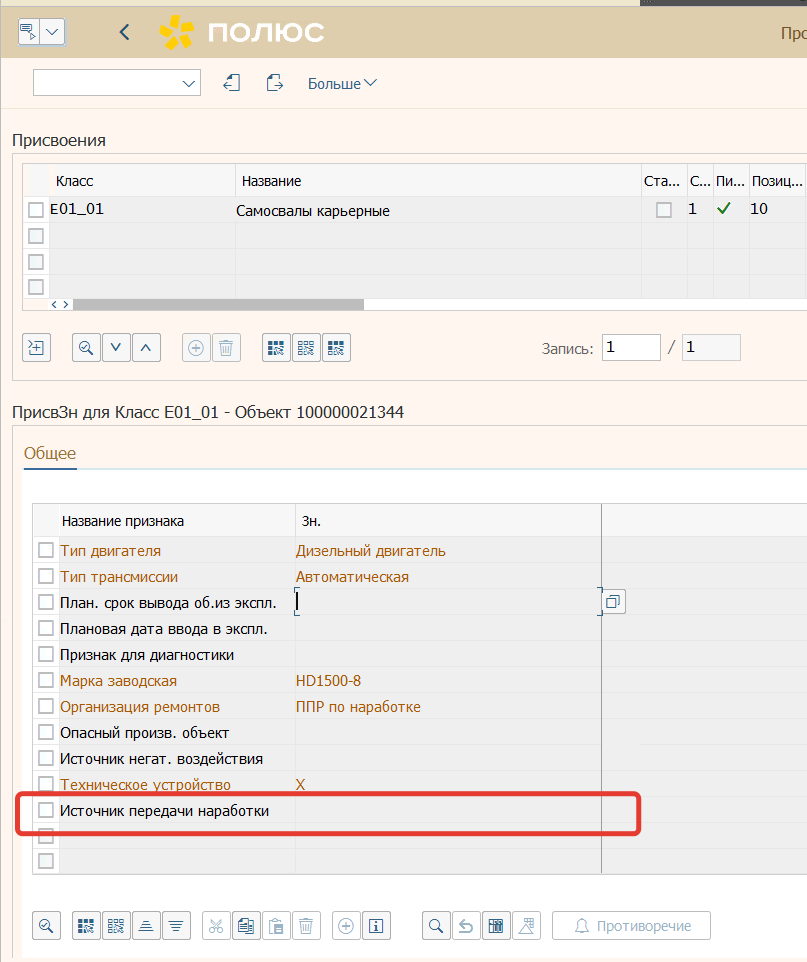 ПОЛЮС
Про
Больше
Присвоения
Класс Название Ста... С... Пи... Позиц...
E01_01 Самосвалы карьерные 1 10
Запись: 1 / 1
ПрисвЗн для Класс E01_01 - Объект 100000021344
Общее
Название признака Зн.
Тип двигателя Дизельный двигатель
Тип трансмиссии Автоматическая
План. срок вывода об.из экспл.
Плановая дата ввода в экспл.
Признак для диагностики
Марка заводская HD1500-8
Организация ремонтов ППР по наработке
Опасный произв. объект
Источник негат. воздействия
Техническое устройство X
Источник передачи наработки
Противоречие